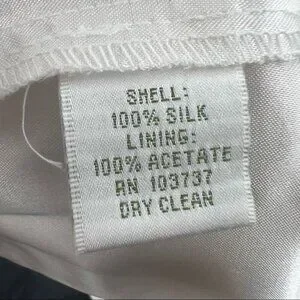 SHELL:
100% SILK
LINING:
100% ACETATE
RN 103737
DRY CLEAN